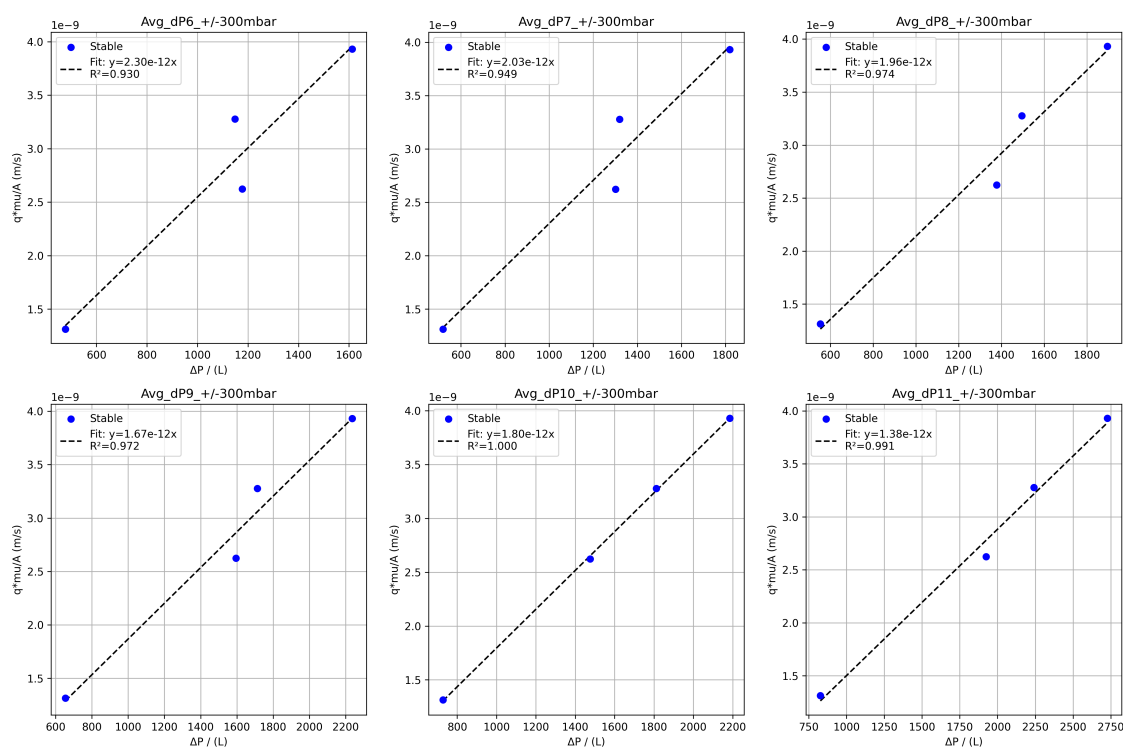 Avg_dP6_+/-300mbar
1e−9
Stable
Fit: y=2.30e-12x
R²=0.930
4.0
3.5
3.0
2.5
2.0
1.5
q*mu/A (m/s)
600 800 1000 1200 1400 1600
ΔP / (L)
Avg_dP7_+/-300mbar
1e−9
Stable
Fit: y=2.03e-12x
R²=0.949
4.0
3.5
3.0
2.5
2.0
1.5
q*mu/A (m/s)
600 800 1000 1200 1400 1600 1800
ΔP / (L)
Avg_dP8_+/-300mbar
1e−9
Stable
Fit: y=1.96e-12x
R²=0.974
4.0
3.5
3.0
2.5
2.0
1.5
q*mu/A (m/s)
600 800 1000 1200 1400 1600 1800
ΔP / (L)
Avg_dP9_+/-300mbar
1e−9
Stable
Fit: y=1.67e-12x
R²=0.972
4.0
3.5
3.0
2.5
2.0
1.5
q*mu/A (m/s)
600 800 1000 1200 1400 1600 1800 2000 2200
ΔP / (L)
Avg_dP10_+/-300mbar
1e−9
Stable
Fit: y=1.80e-12x
R²=1.000
4.0
3.5
3.0
2.5
2.0
1.5
q*mu/A (m/s)
800 1000 1200 1400 1600 1800 2000 2200
ΔP / (L)
Avg_dP11_+/-300mbar
1e−9
Stable
Fit: y=1.38e-12x
R²=0.991
4.0
3.5
3.0
2.5
2.0
1.5
q*mu/A (m/s)
750 1000 1250 1500 1750 2000 2250 2500 2750
ΔP / (L)